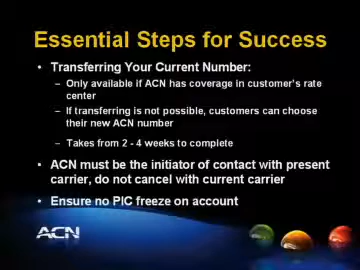 Essential Steps for Success
• Transferring Your Current Number:
– Only available if ACN has coverage in customer's rate
center
– If transferring is not possible, customers can choose
their new ACN number
– Takes from 2 - 4 weeks to complete
• ACN must be the initiator of contact with present
carrier, do not cancel with current carrier
• Ensure no PIC freeze on account
ACN